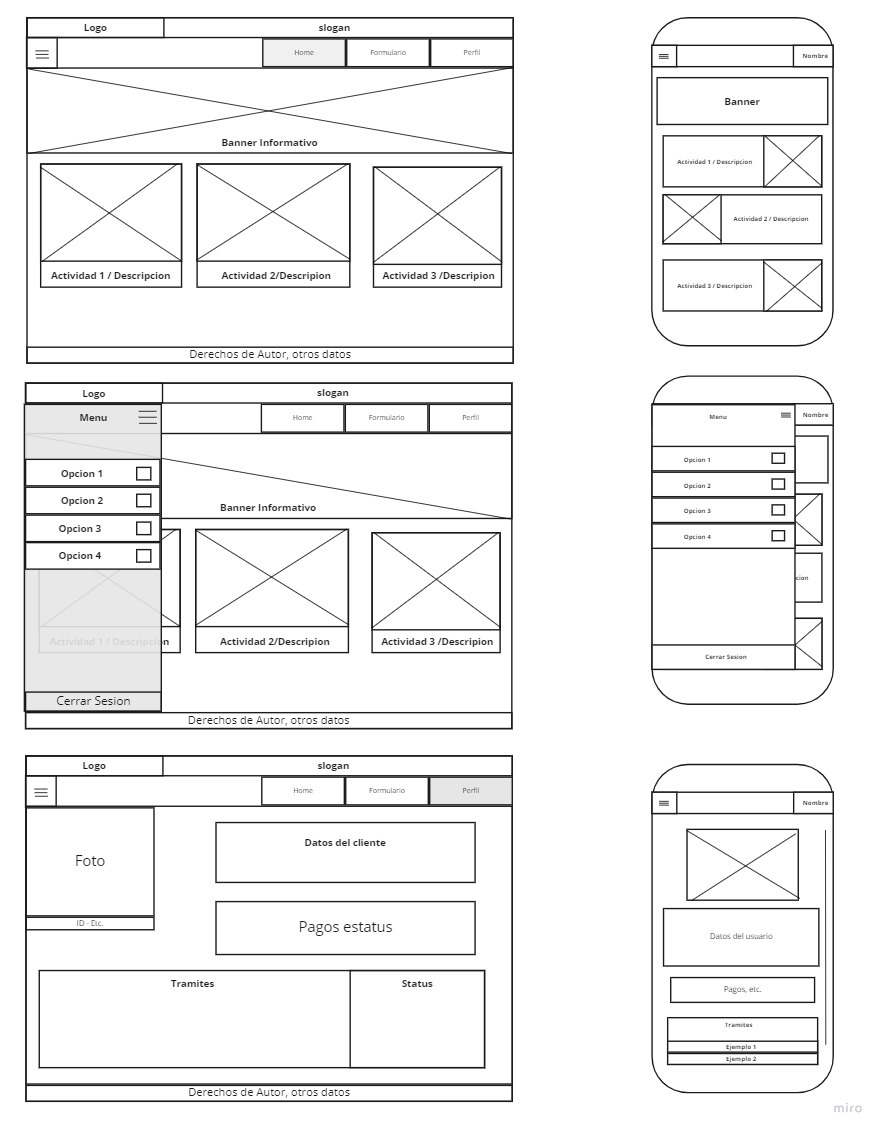 Logo
slogan
Home
Formulario
Perfil
Banner Informativo
Actividad 1 / Descripcion
Actividad 2/Descripion
Actividad 3 /Descripion
Derechos de Autor, otros datos
Nombre
Banner
Actividad 1 / Descripcion
Actividad 2 / Descripcion
Actividad 3 / Descripcion
Logo
slogan
Menu
Home
Formulario
Perfil
Opcion 1
Opcion 2
Opcion 3
Opcion 4
Banner Informativo
Actividad 1 / Descripcion
Actividad 2/Descripion
Actividad 3 /Descripion
Cerrar Sesion
Derechos de Autor, otros datos
Menu
Nombre
Opcion 1
Opcion 2
Opcion 3
Opcion 4
cion
Cerrar Sesion
Logo
slogan
Home
Formulario
Perfil
Foto
ID - Etc.
Datos del cliente
Pagos estatus
Tramites
Status
Derechos de Autor, otros datos
Nombre
Datos del usuario
Pagos, etc.
Tramites
Ejemplo 1
Ejemplo 2
miro